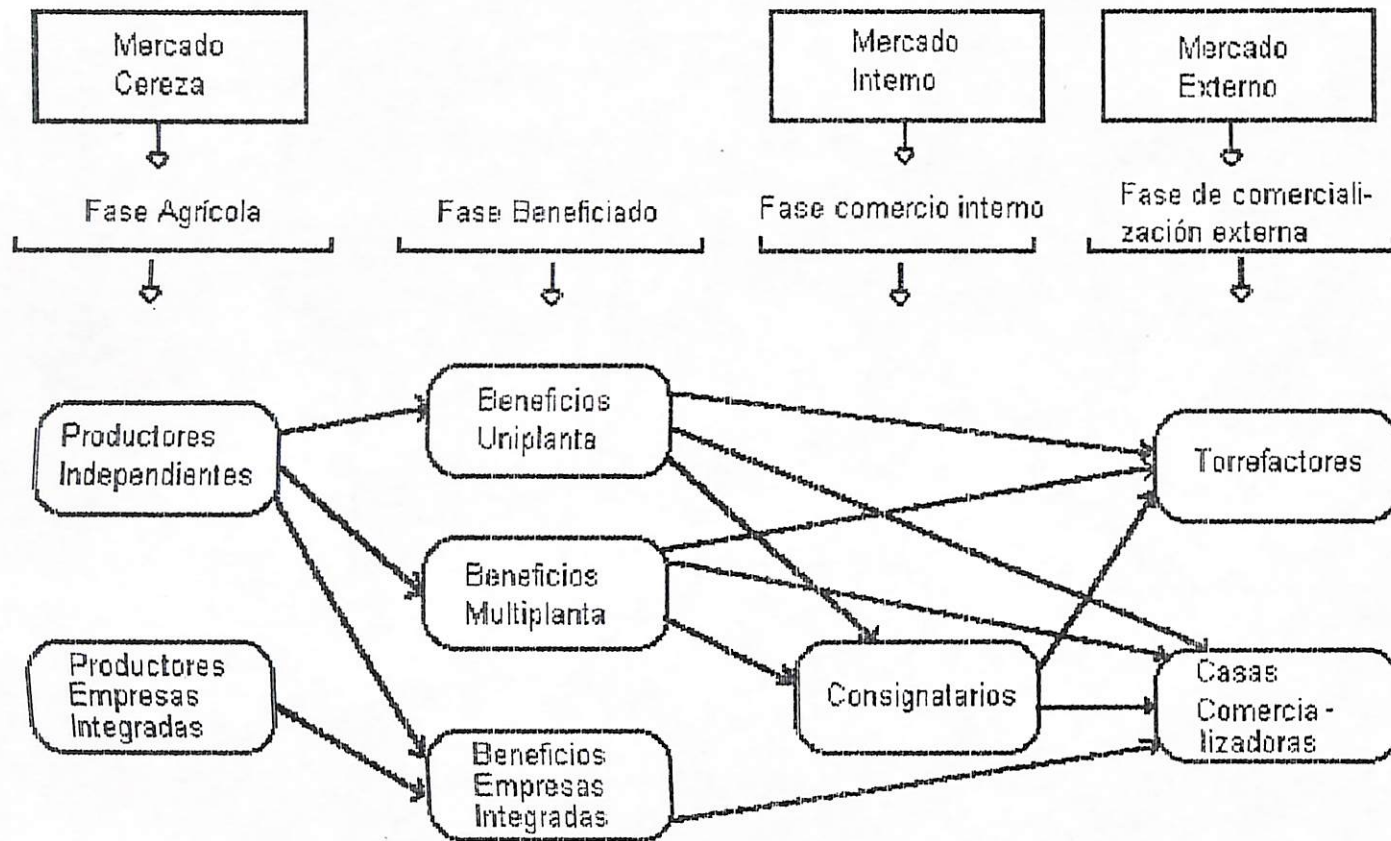 Mercado
Cereza
Mercado
Interno
Mercado
Externo
Fase Agrícola
Fase Beneficiado
Fase comercio interno
Fase de comerciali-
zación externa
Productores
Independientes
Beneficios
Uniplanta
Torrefactores
Beneficios
Multiplanta
Productores
Empresas
Integradas
Consignatarios
Casas
Comercia-
lizadoras
Beneficios
Empresas
Integradas